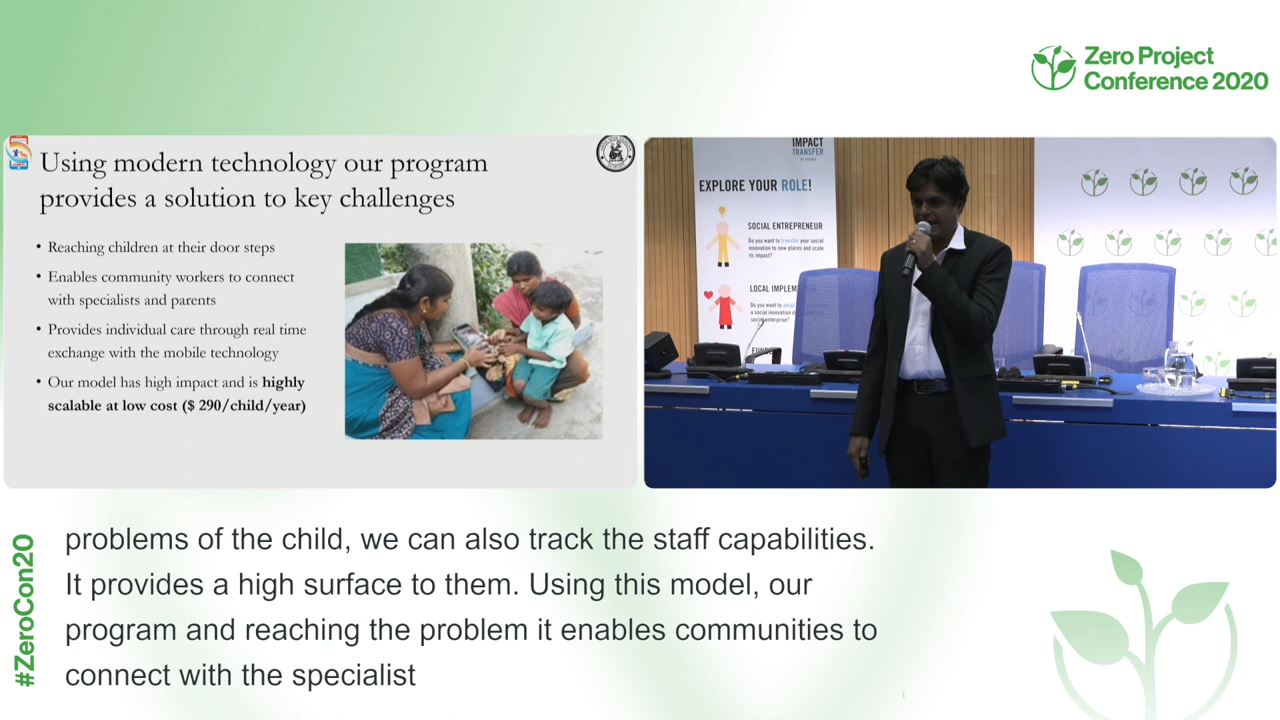 Zero Project
Conference 2020
Using modern technology our program
provides a solution to key challenges
• Reaching children at their door steps
• Enables community workers to connect
with specialists and parents
• Provides individual care through real time
exchange with the mobile technology
• Our model has high impact and is highly
scalable at low cost ($ 290/child/year)
IMPACT
TRANSFER
EXPLORE YOUR ROLE!
SOCIAL ENTREPRENEUR
Do you want to transfer your social
innovation to new places and scale
its impact?
LOCAL IMPLEM
Do you want to adopt
a social innovation
social enterprise?
#ZeroCon20
problems of the child, we can also track the staff capabilities.
It provides a high surface to them. Using this model, our
program and reaching the problem it enables communities to
connect with the specialist